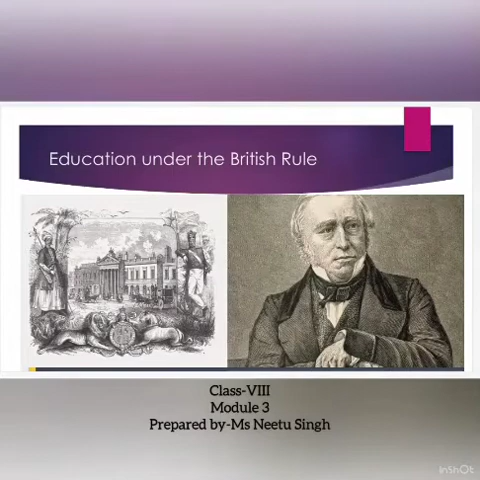 Education under the British Rule
Class-VIII
Module 3
Prepared by-Ms Neetu Singh
InShOt